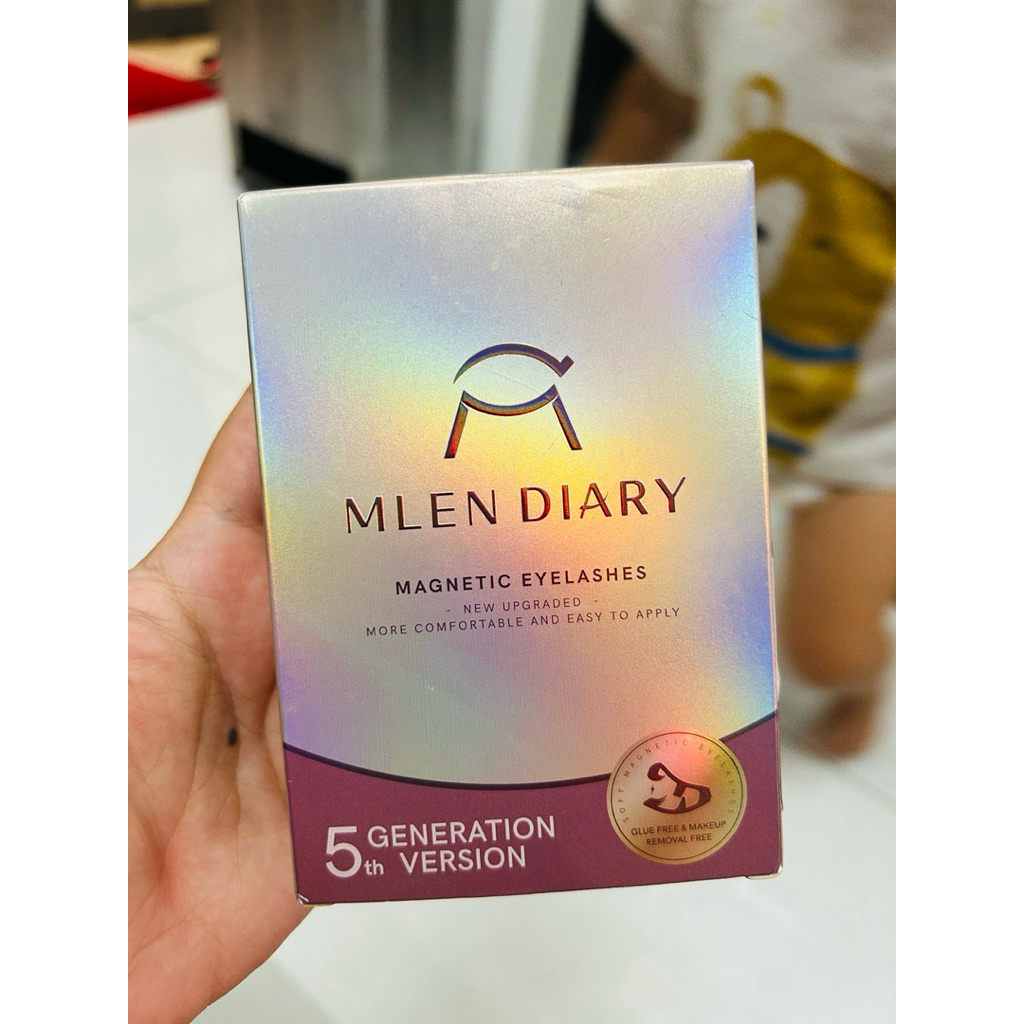 MLEN DIARY
MAGNETIC EYELASHES
- NEW UPGRADED -
MORE COMFORTABLE AND EASY TO APPLY
SOFT MAGNETIC EYELASHES
GLUE FREE & MAKEUP
REMOVAL FREE
5th GENERATION
VERSION